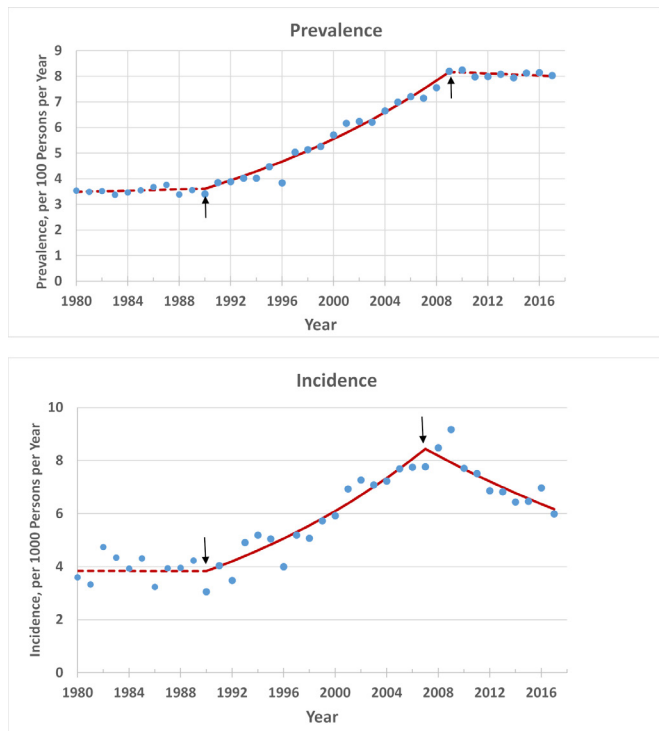 Prevalence
Prevalence, per 100 Persons per Year
9
8
7
6
5
4
3
2
1
0
1980 1984 1988 1992 1996 2000 2004 2008 2012 2016
Year
Incidence
Incidence, per 1000 Persons per Year
10
8
6
4
2
0
1980 1984 1988 1992 1996 2000 2004 2008 2012 2016
Year